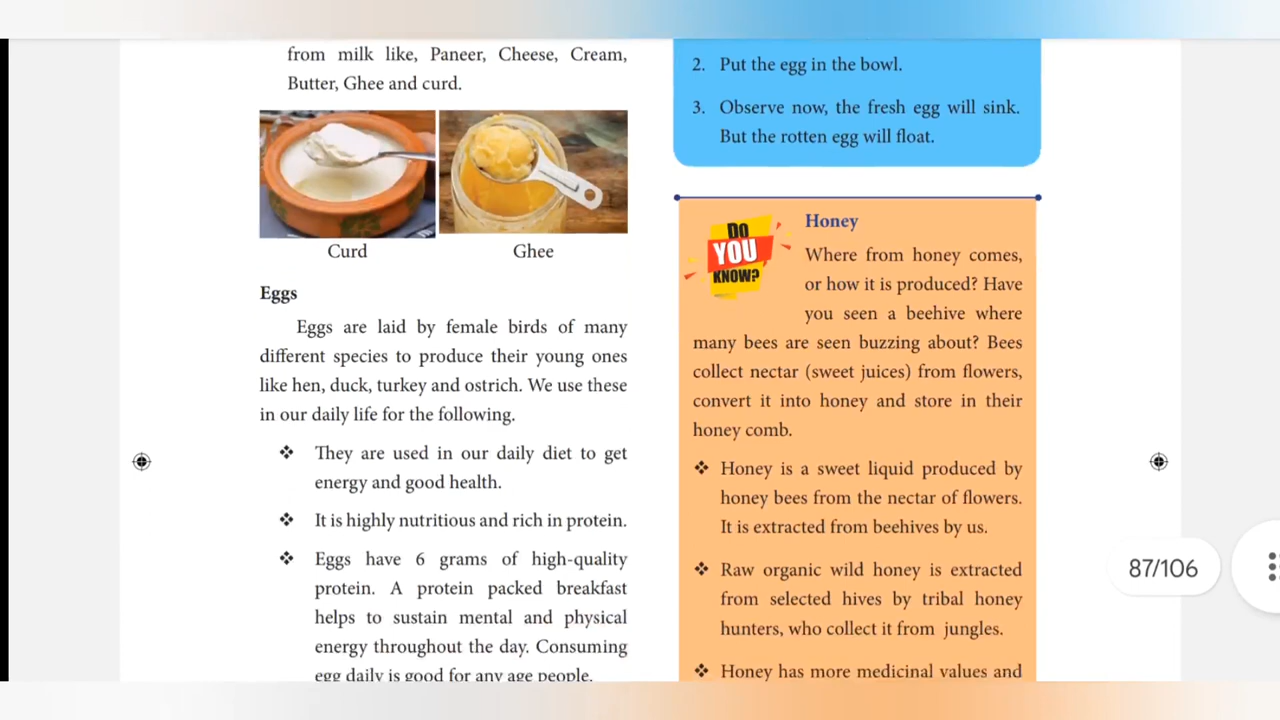 from milk like, Paneer, Cheese, Cream,
Butter, Ghee and curd.
Curd
Ghee
Eggs
Eggs are laid by female birds of many
different species to produce their young ones
like hen, duck, turkey and ostrich. We use these
in our daily life for the following.
❖ They are used in our daily diet to get
energy and good health.
❖ It is highly nutritious and rich in protein.
❖ Eggs have 6 grams of high-quality
protein. A protein packed breakfast
helps to sustain mental and physical
energy throughout the day. Consuming
egg daily is good for any age people.
2. Put the egg in the bowl.
3. Observe now, the fresh egg will sink.
But the rotten egg will float.
DO
YOU
KNOW?
Honey
Where from honey comes,
or how it is produced? Have
you seen a beehive where
many bees are seen buzzing about? Bees
collect nectar (sweet juices) from flowers,
convert it into honey and store in their
honey comb.
❖ Honey is a sweet liquid produced by
honey bees from the nectar of flowers.
It is extracted from beehives by us.
❖ Raw organic wild honey is extracted
from selected hives by tribal honey
hunters, who collect it from jungles.
❖ Honey has more medicinal values and
87/106